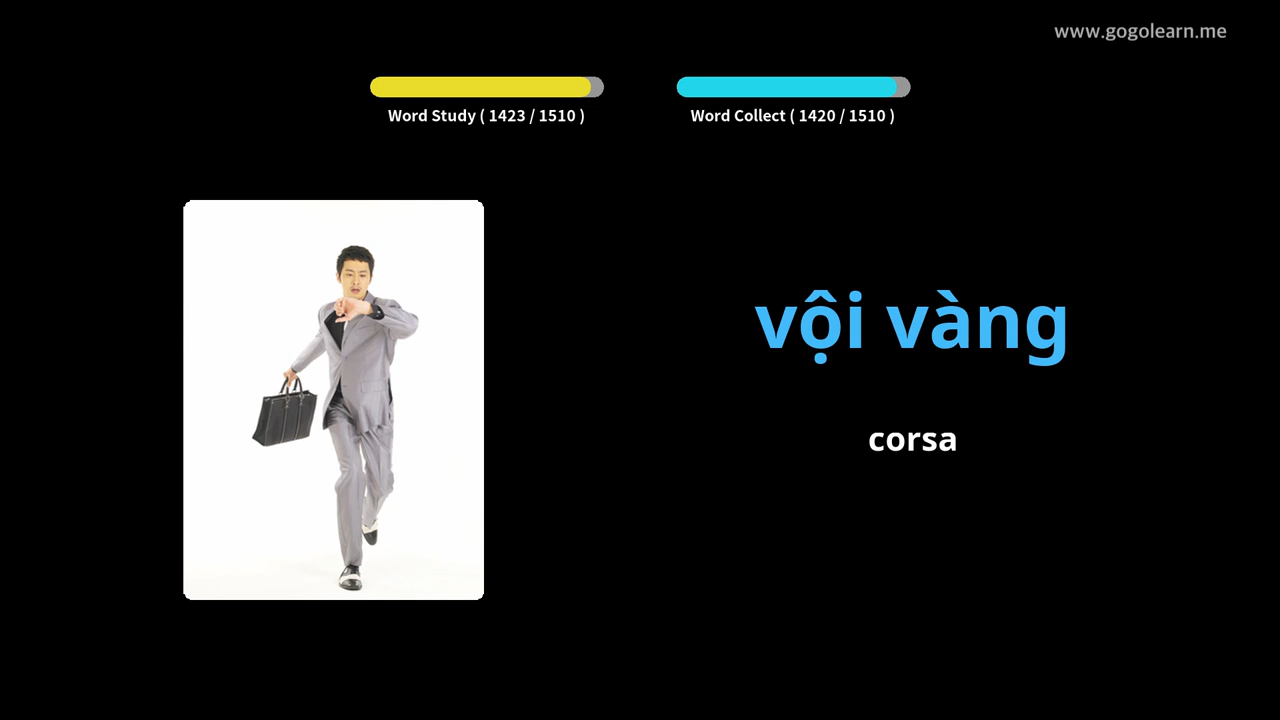 www.gogolearn.me
Word Study ( 1423 / 1510 )
Word Collect ( 1420 / 1510 )
vội vàng
corsa